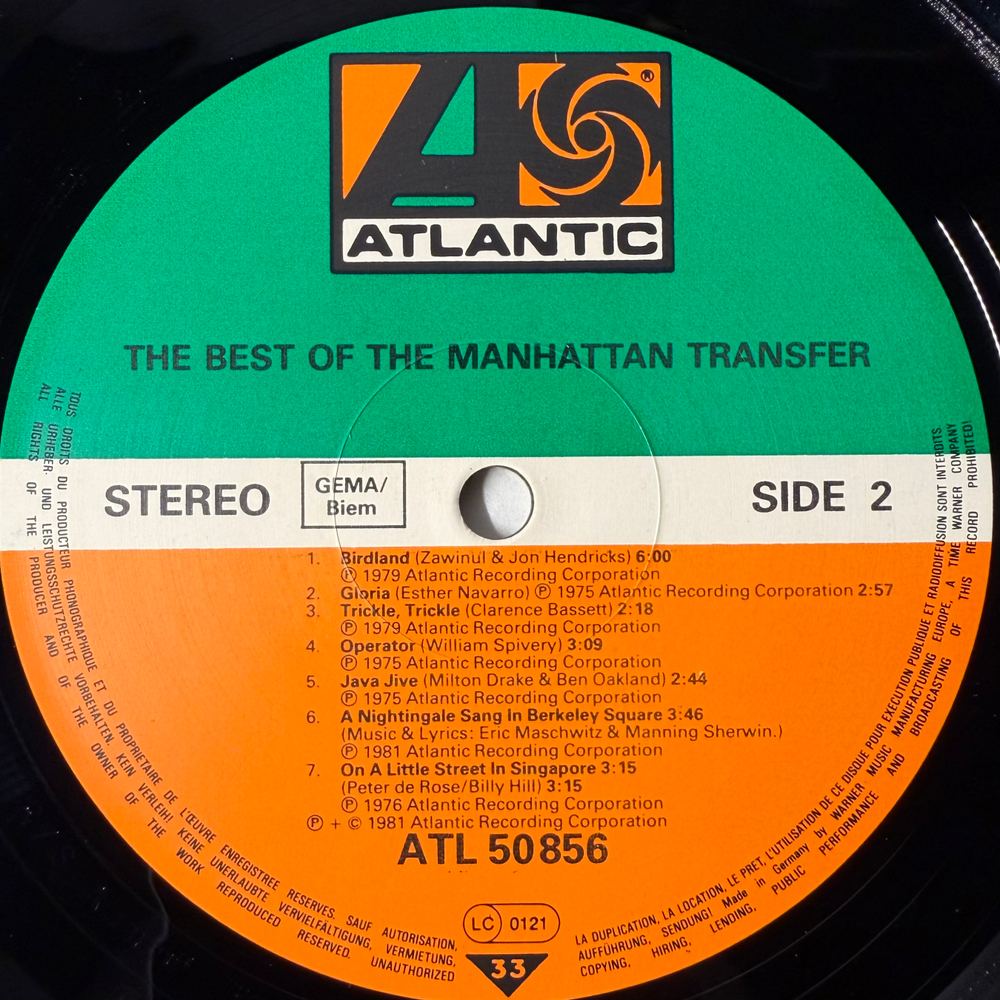 ®
ATLANTIC
THE BEST OF THE MANHATTAN TRANSFER
STEREO
GEMA/
Biem
SIDE 2
1. Birdland (Zawinul & Jon Hendricks) 6:00
Ⓟ 1979 Atlantic Recording Corporation
2. Gloria (Esther Navarro) Ⓟ 1975 Atlantic Recording Corporation 2:57
3. Trickle, Trickle (Clarence Bassett) 2:18
Ⓟ 1979 Atlantic Recording Corporation
4. Operator (William Spivery) 3:09
Ⓟ 1975 Atlantic Recording Corporation
5. Java Jive (Milton Drake & Ben Oakland) 2:44
Ⓟ 1975 Atlantic Recording Corporation
6. A Nightingale Sang In Berkeley Square 3:46
(Music & Lyrics: Eric Maschwitz & Manning Sherwin.)
Ⓟ 1981 Atlantic Recording Corporation
7. On A Little Street In Singapore 3:15
(Peter de Rose/Billy Hill) 3:15
Ⓟ 1976 Atlantic Recording Corporation
Ⓟ + © 1981 Atlantic Recording Corporation
ATL 50856
LC 0121
33
TOUS DROITS DU PRODUCTEUR PHONOGRAPHIQUE ET DU PROPRIETAIRE DE L'ŒUVRE ENREGISTREE RESERVES. SAUF AUTORISATION,
LA DUPLICATION, LA LOCATION, LE PRET, L'UTILISATION DE CE DISQUE POUR EXECUTION PUBLIQUE ET RADIODIFFUSION SONT INTERDITS.
ALLE URHEBER- UND LEISTUNGSSCHUTZRECHTE VORBEHALTEN. KEIN VERLEIH! KEINE UNERLAUBTE VERVIELFÄLTIGUNG, VERMIETUNG,
AUFFÜHRUNG, SENDUNG! Made in Germany by WARNER MUSIC MANUFACTURING EUROPE, A TIME WARNER COMPANY
ALL RIGHTS OF THE PRODUCER AND OF THE OWNER OF THE WORK REPRODUCED RESERVED. UNAUTHORIZED
COPYING, HIRING, LENDING, PUBLIC PERFORMANCE AND BROADCASTING OF THIS RECORD PROHIBITED!